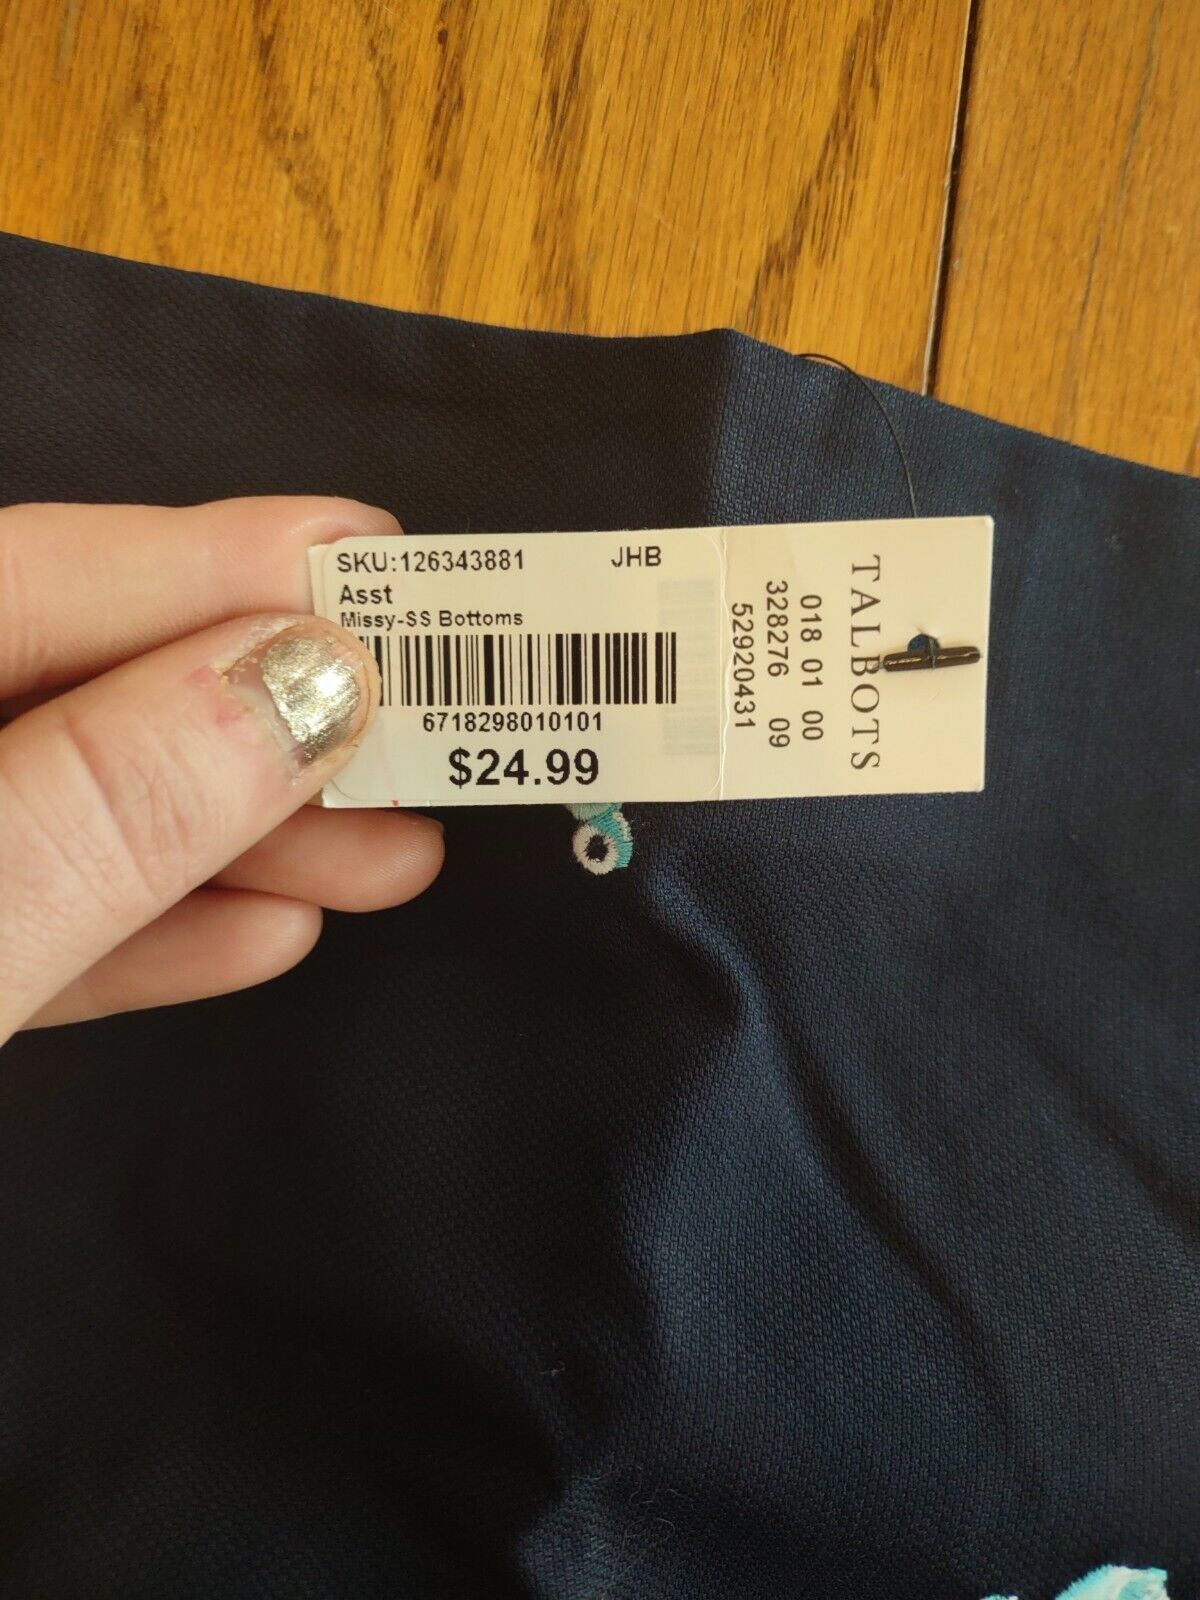 SKU:126343881 JHB
Asst
Missy-SS Bottoms
6718298010101
$24.99
TALBOTS
018 01 00
328276 09
52920431